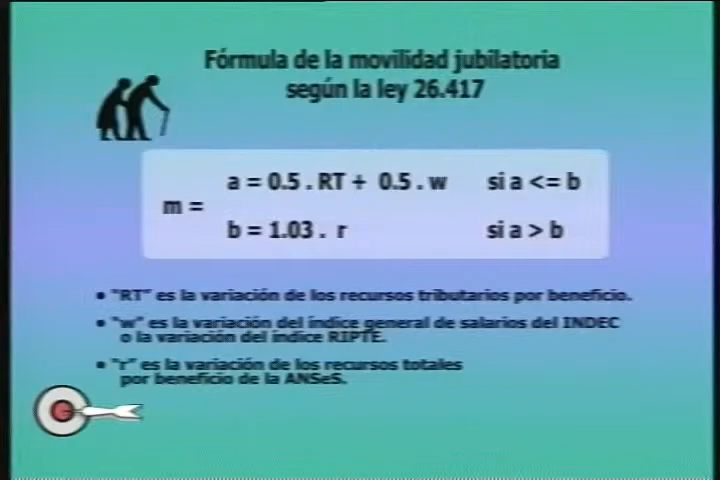 Fórmula de la movilidad jubilatoria
según la ley 26.417
a = 0.5 . RT + 0.5 . w si a <= b
m =
b = 1.03 . r si a > b
• "RT" es la variación de los recursos tributarios por beneficio.
• "w" es la variación del índice general de salarios del INDEC
o la variación del índice RIPTE.
• "r" es la variación de los recursos totales
por beneficio de la ANSeS.